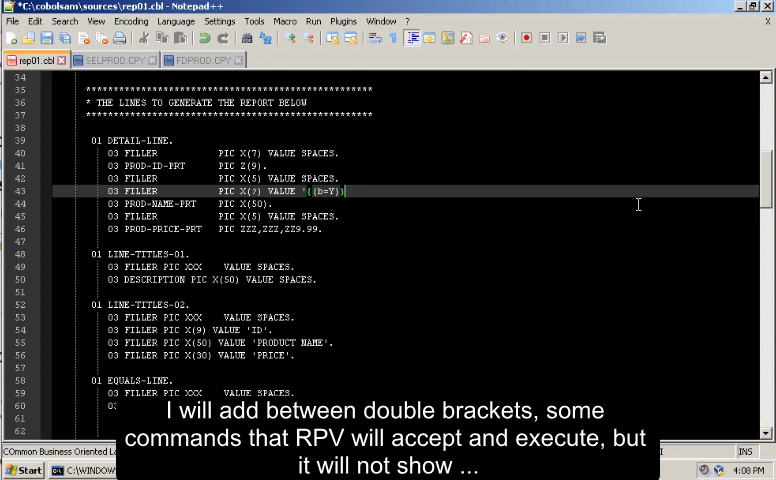 *C:\cobolsam\sources\rep01.cbl - Notepad++
File Edit Search View Encoding Language Settings Tools Macro Run Plugins Window ?
rep01.cbl SELPROD.CPY FDPROD.CPY
34
35 **************************************************
36 * THE LINES TO GENERATE THE REPORT BELOW
37 **************************************************
38
39 01 DETAIL-LINE.
40 03 FILLER PIC X(7) VALUE SPACES.
41 03 PROD-ID-PRT PIC Z(9).
42 03 FILLER PIC X(5) VALUE SPACES.
43 03 FILLER PIC X(?) VALUE '((b=Y))
44 03 PROD-NAME-PRT PIC X(50).
45 03 FILLER PIC X(5) VALUE SPACES.
46 03 PROD-PRICE-PRT PIC ZZZ,ZZZ,ZZ9.99.
47
48 01 LINE-TITLES-01.
49 03 FILLER PIC XXX VALUE SPACES.
50 03 DESCRIPTION PIC X(50) VALUE SPACES.
51
52 01 LINE-TITLES-02.
53 03 FILLER PIC XXX VALUE SPACES.
54 03 FILLER PIC X(9) VALUE 'ID'.
55 03 FILLER PIC X(50) VALUE 'PRODUCT NAME'.
56 03 FILLER PIC X(30) VALUE 'PRICE'.
57
58 01 EQUALS-LINE.
59 03 FILLER PIC XXX VALUE SPACES.
60 03
61
62
I will add between double brackets, some
commands that RPV will accept and execute, but
it will not show ...
COmmon Business Oriented La
INS
Start C:\WINDOW
4:08 PM